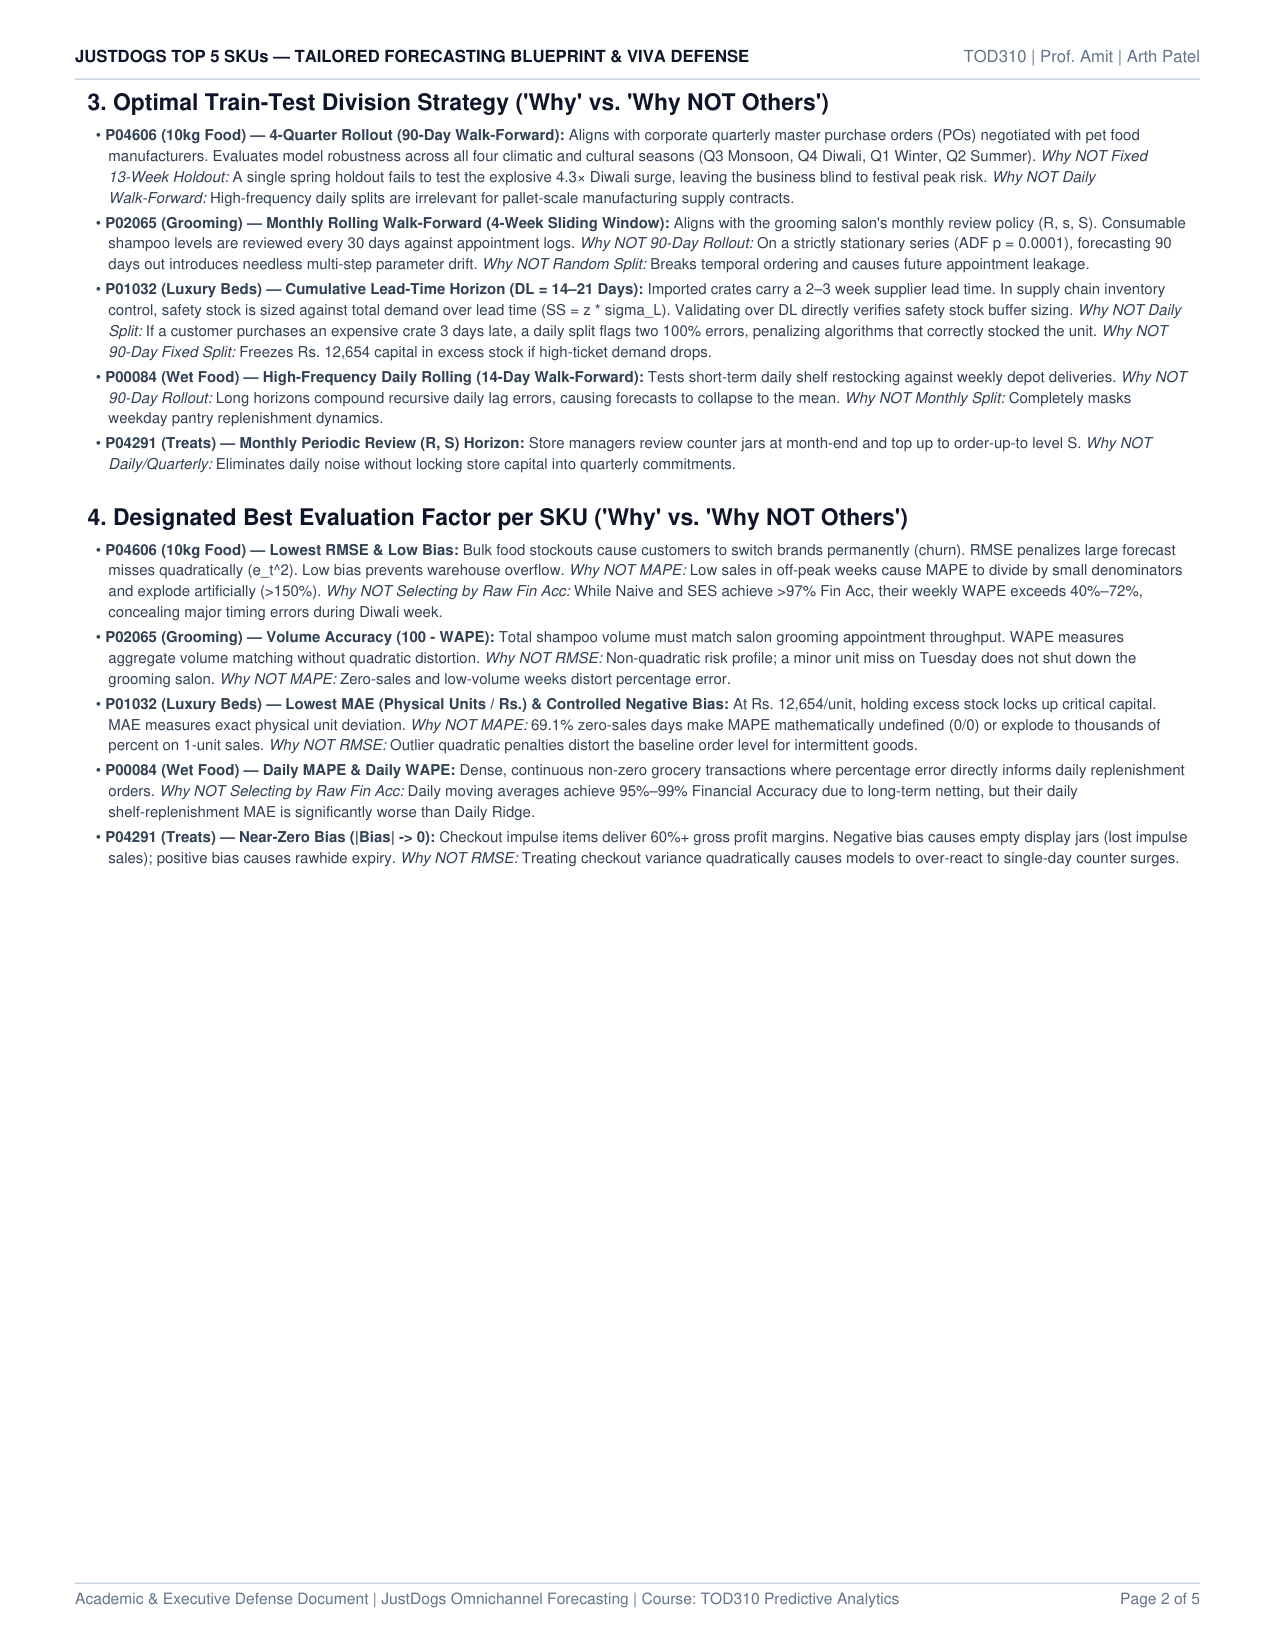 JUSTDOGS TOP 5 SKUs — TAILORED FORECASTING BLUEPRINT & VIVA DEFENSE
TOD310 | Prof. Amit | Arth Patel
3. Optimal Train-Test Division Strategy ('Why' vs. 'Why NOT Others')
• P04606 (10kg Food) — 4-Quarter Rollout (90-Day Walk-Forward): Aligns with corporate quarterly master purchase orders (POs) negotiated with pet food
manufacturers. Evaluates model robustness across all four climatic and cultural seasons (Q3 Monsoon, Q4 Diwali, Q1 Winter, Q2 Summer). Why NOT Fixed
13-Week Holdout: A single spring holdout fails to test the explosive 4.3× Diwali surge, leaving the business blind to festival peak risk. Why NOT Daily
Walk-Forward: High-frequency daily splits are irrelevant for pallet-scale manufacturing supply contracts.
• P02065 (Grooming) — Monthly Rolling Walk-Forward (4-Week Sliding Window): Aligns with the grooming salon's monthly review policy (R, s, S). Consumable
shampoo levels are reviewed every 30 days against appointment logs. Why NOT 90-Day Rollout: On a strictly stationary series (ADF p = 0.0001), forecasting 90
days out introduces needless multi-step parameter drift. Why NOT Random Split: Breaks temporal ordering and causes future appointment leakage.
• P01032 (Luxury Beds) — Cumulative Lead-Time Horizon (DL = 14–21 Days): Imported crates carry a 2–3 week supplier lead time. In supply chain inventory
control, safety stock is sized against total demand over lead time (SS = z * sigma_L). Validating over DL directly verifies safety stock buffer sizing. Why NOT Daily
Split: If a customer purchases an expensive crate 3 days late, a daily split flags two 100% errors, penalizing algorithms that correctly stocked the unit. Why NOT
90-Day Fixed Split: Freezes Rs. 12,654 capital in excess stock if high-ticket demand drops.
• P00084 (Wet Food) — High-Frequency Daily Rolling (14-Day Walk-Forward): Tests short-term daily shelf restocking against weekly depot deliveries. Why NOT
90-Day Rollout: Long horizons compound recursive daily lag errors, causing forecasts to collapse to the mean. Why NOT Monthly Split: Completely masks
weekday pantry replenishment dynamics.
• P04291 (Treats) — Monthly Periodic Review (R, S) Horizon: Store managers review counter jars at month-end and top up to order-up-to level S. Why NOT
Daily/Quarterly: Eliminates daily noise without locking store capital into quarterly commitments.
4. Designated Best Evaluation Factor per SKU ('Why' vs. 'Why NOT Others')
• P04606 (10kg Food) — Lowest RMSE & Low Bias: Bulk food stockouts cause customers to switch brands permanently (churn). RMSE penalizes large forecast
misses quadratically (e_t^2). Low bias prevents warehouse overflow. Why NOT MAPE: Low sales in off-peak weeks cause MAPE to divide by small denominators
and explode artificially (>150%). Why NOT Selecting by Raw Fin Acc: While Naive and SES achieve >97% Fin Acc, their weekly WAPE exceeds 40%–72%,
concealing major timing errors during Diwali week.
• P02065 (Grooming) — Volume Accuracy (100 - WAPE): Total shampoo volume must match salon grooming appointment throughput. WAPE measures
aggregate volume matching without quadratic distortion. Why NOT RMSE: Non-quadratic risk profile; a minor unit miss on Tuesday does not shut down the
grooming salon. Why NOT MAPE: Zero-sales and low-volume weeks distort percentage error.
• P01032 (Luxury Beds) — Lowest MAE (Physical Units / Rs.) & Controlled Negative Bias: At Rs. 12,654/unit, holding excess stock locks up critical capital.
MAE measures exact physical unit deviation. Why NOT MAPE: 69.1% zero-sales days make MAPE mathematically undefined (0/0) or explode to thousands of
percent on 1-unit sales. Why NOT RMSE: Outlier quadratic penalties distort the baseline order level for intermittent goods.
• P00084 (Wet Food) — Daily MAPE & Daily WAPE: Dense, continuous non-zero grocery transactions where percentage error directly informs daily replenishment
orders. Why NOT Selecting by Raw Fin Acc: Daily moving averages achieve 95%–99% Financial Accuracy due to long-term netting, but their daily
shelf-replenishment MAE is significantly worse than Daily Ridge.
• P04291 (Treats) — Near-Zero Bias (|Bias| -> 0): Checkout impulse items deliver 60%+ gross profit margins. Negative bias causes empty display jars (lost impulse
sales); positive bias causes rawhide expiry. Why NOT RMSE: Treating checkout variance quadratically causes models to over-react to single-day counter surges.
Academic & Executive Defense Document | JustDogs Omnichannel Forecasting | Course: TOD310 Predictive Analytics
Page 2 of 5